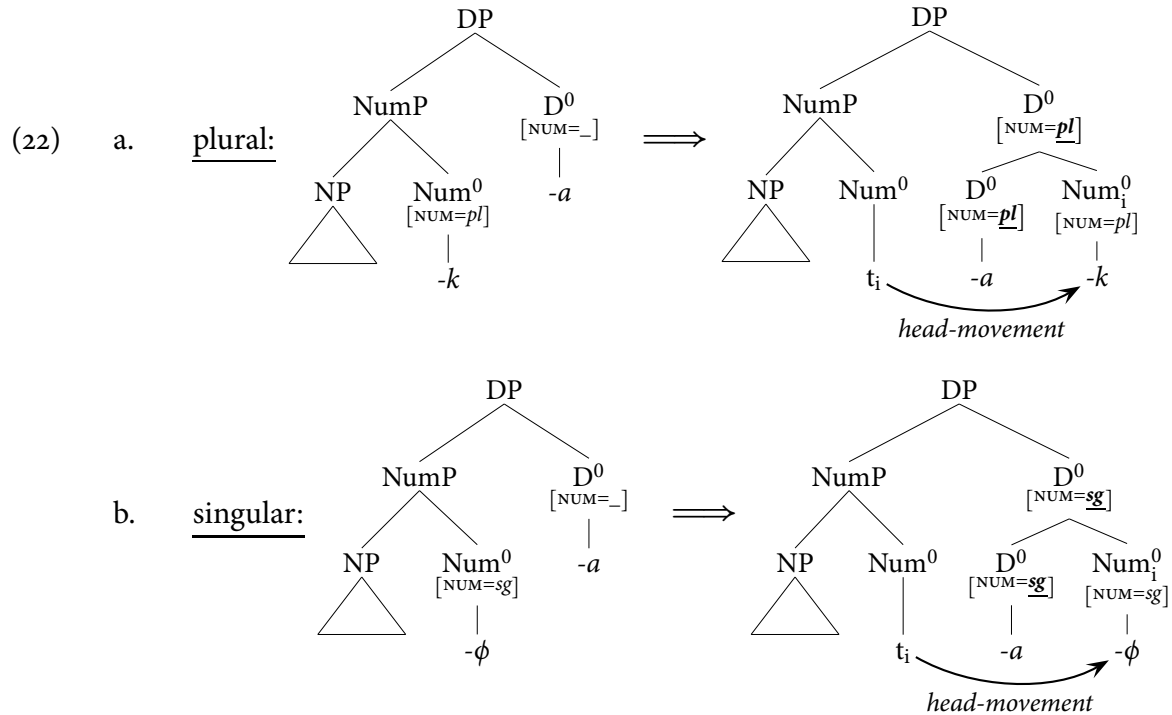 DP DP
NumP D⁰ NumP D⁰
(22) a. plural: [NUM=_] ⟹ [NUM=pl]
NP Num⁰ -a NP Num⁰ D⁰ Num⁰ᵢ
[NUM=pl] [NUM=pl] [NUM=pl]
-k tᵢ -a -k
head-movement
DP DP
NumP D⁰ NumP D⁰
b. singular: [NUM=_] ⟹ [NUM=sg]
NP Num⁰ -a NP Num⁰ D⁰ Num⁰ᵢ
[NUM=sg] [NUM=sg] [NUM=sg]
-ϕ tᵢ -a -ϕ
head-movement